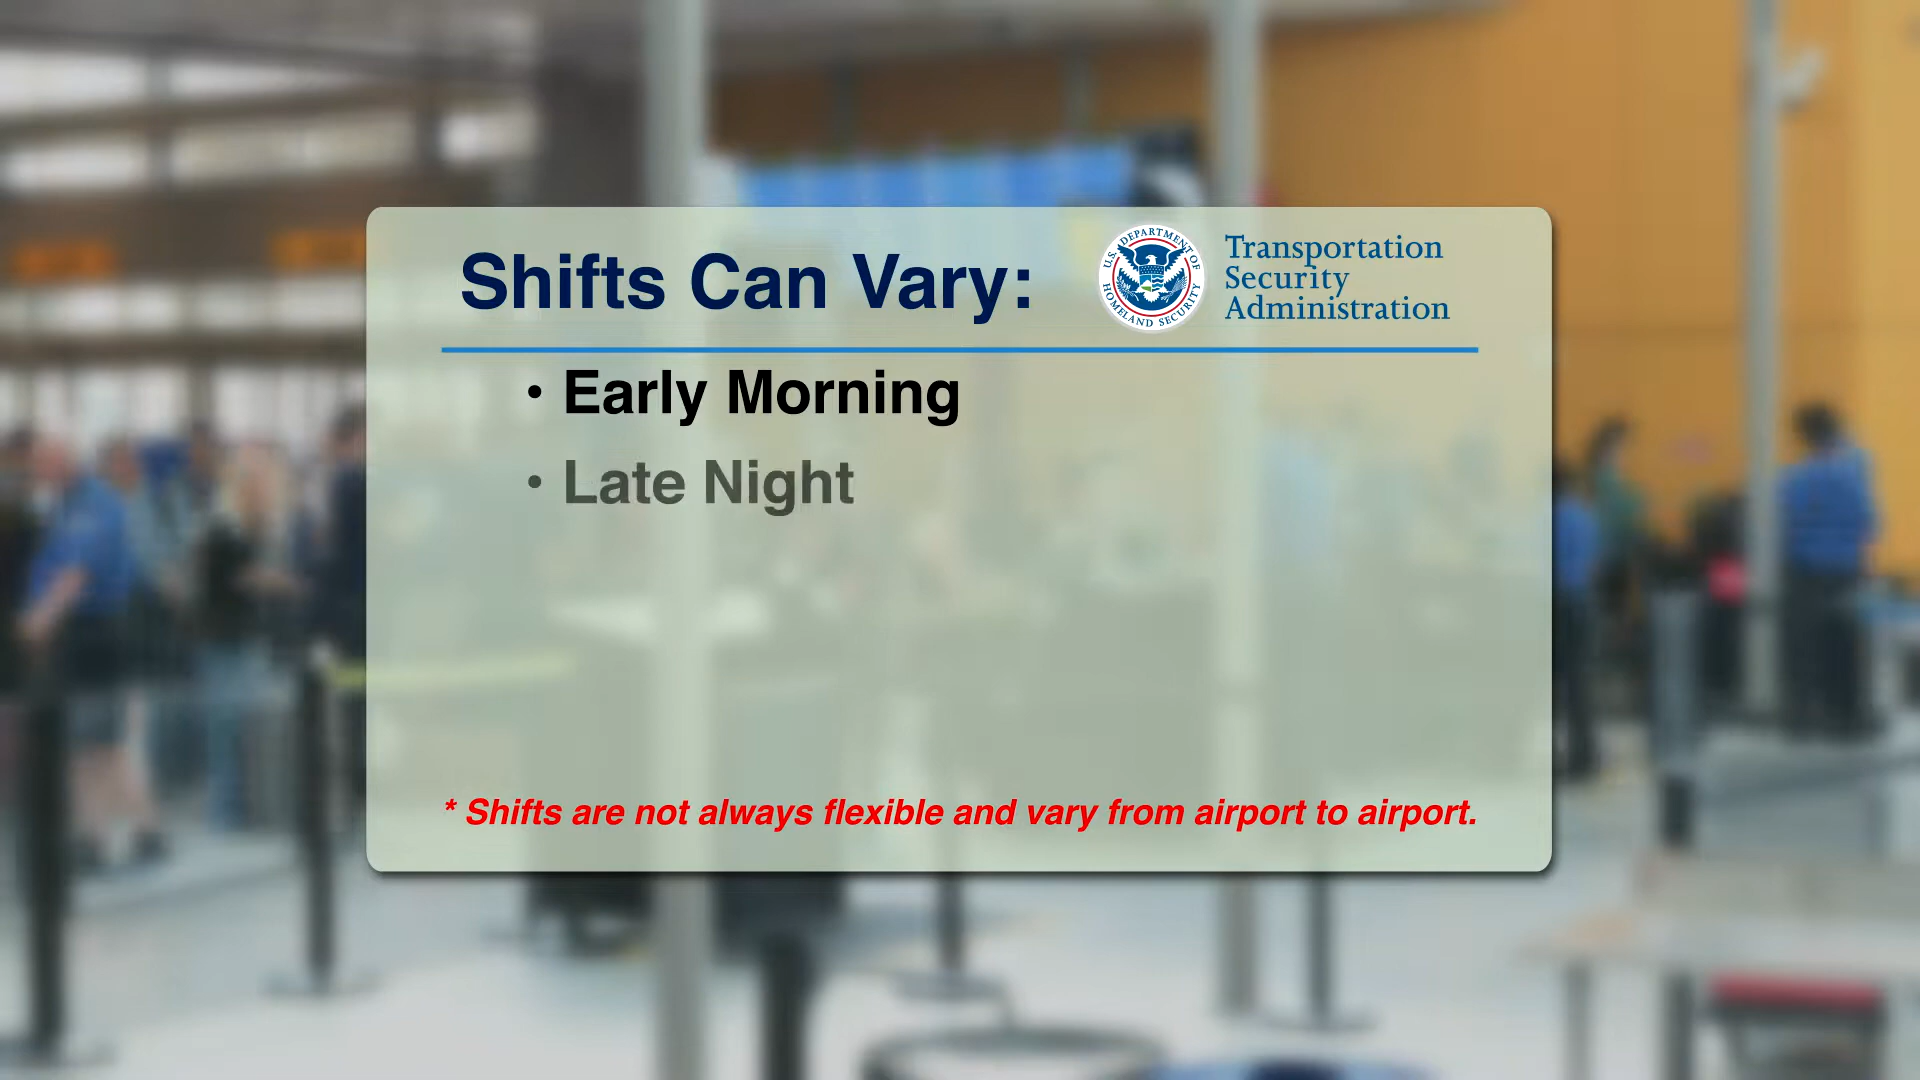 Shifts Can Vary:
U.S. DEPARTMENT OF HOMELAND SECURITY
Transportation
Security
Administration
• Early Morning
• Late Night
* Shifts are not always flexible and vary from airport to airport.